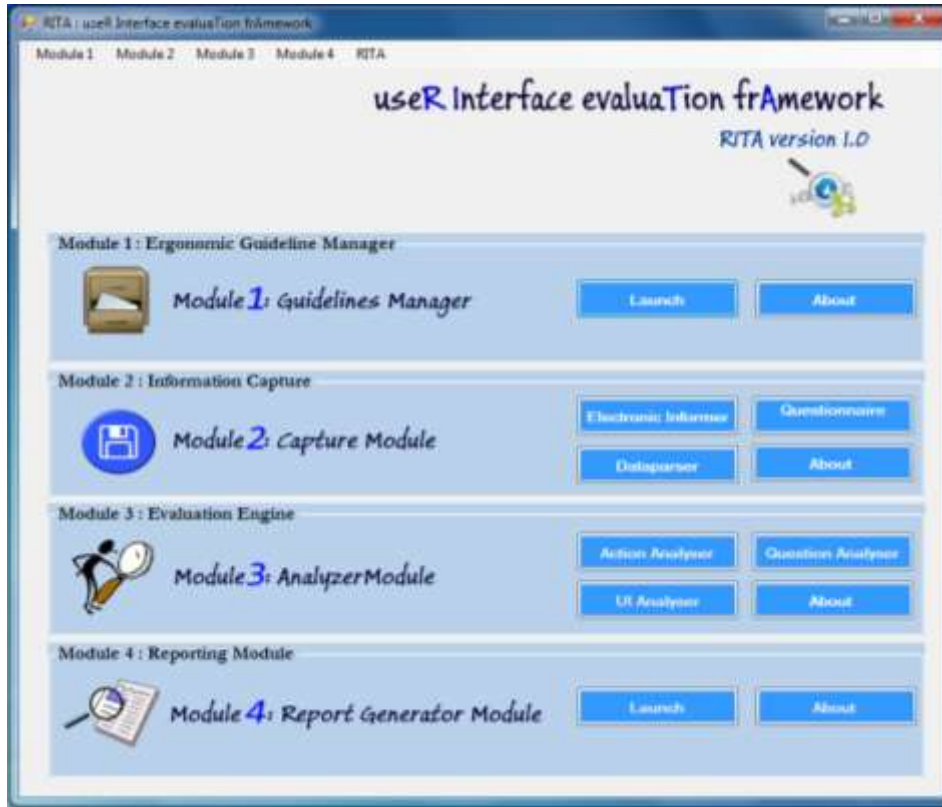 RITA : useR Interface evaluaTion frAmework
Module 1 Module 2 Module 3 Module 4 RITA
useR Interface evaluaTion frAmework
RITA version 1.0
Module 1 : Ergonomic Guideline Manager
Module 1: Guidelines Manager
Launch About
Module 2 : Information Capture
Electronic Informer Questionnaire
Module 2: Capture Module
Dataparser About
Module 3 : Evaluation Engine
Action Analyser Question Analyser
Module 3: AnalyzerModule
UI Analyser About
Module 4 : Reporting Module
Module 4: Report Generator Module
Launch About